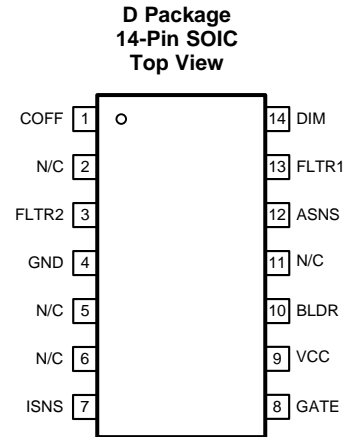 D Package
14-Pin SOIC
Top View
COFF 1 14 DIM
N/C 2 13 FLTR1
FLTR2 3 12 ASNS
GND 4 11 N/C
N/C 5 10 BLDR
N/C 6 9 VCC
ISNS 7 8 GATE